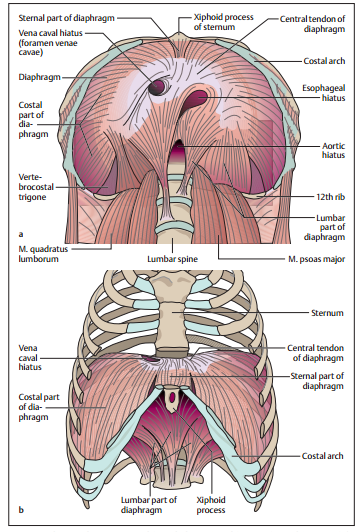 Sternal part of diaphragm
Xiphoid process
of sternum
Central tendon of
diaphragm
Vena caval hiatus
(foramen venae
cavae)
Costal arch
Diaphragm
Esophageal
hiatus
Costal
part of
dia-
phragm
Aortic
hiatus
Verte-
brocostal
trigone
12th rib
Lumbar
part of
diaphragm
a
M. quadratus
lumborum
Lumbar spine
M. psoas major
Sternum
Vena
caval
hiatus
Central tendon
of diaphragm
Sternal part of
diaphragm
Costal part
of dia-
phragm
Costal arch
b
Lumbar part of
diaphragm
Xiphoid
process